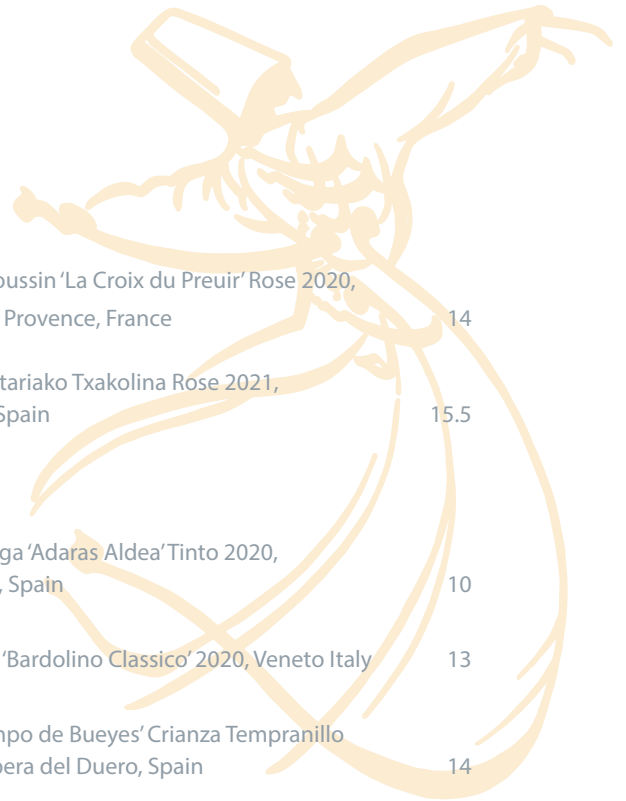 oussin ‘La Croix du Preuir’ Rose 2020,
Provence, France 14
tariako Txakolina Rose 2021,
Spain 15.5
ga ‘Adaras Aldea’ Tinto 2020,
, Spain 10
‘Bardolino Classico’ 2020, Veneto Italy 13
mpo de Bueyes’ Crianza Tempranillo
bera del Duero, Spain 14